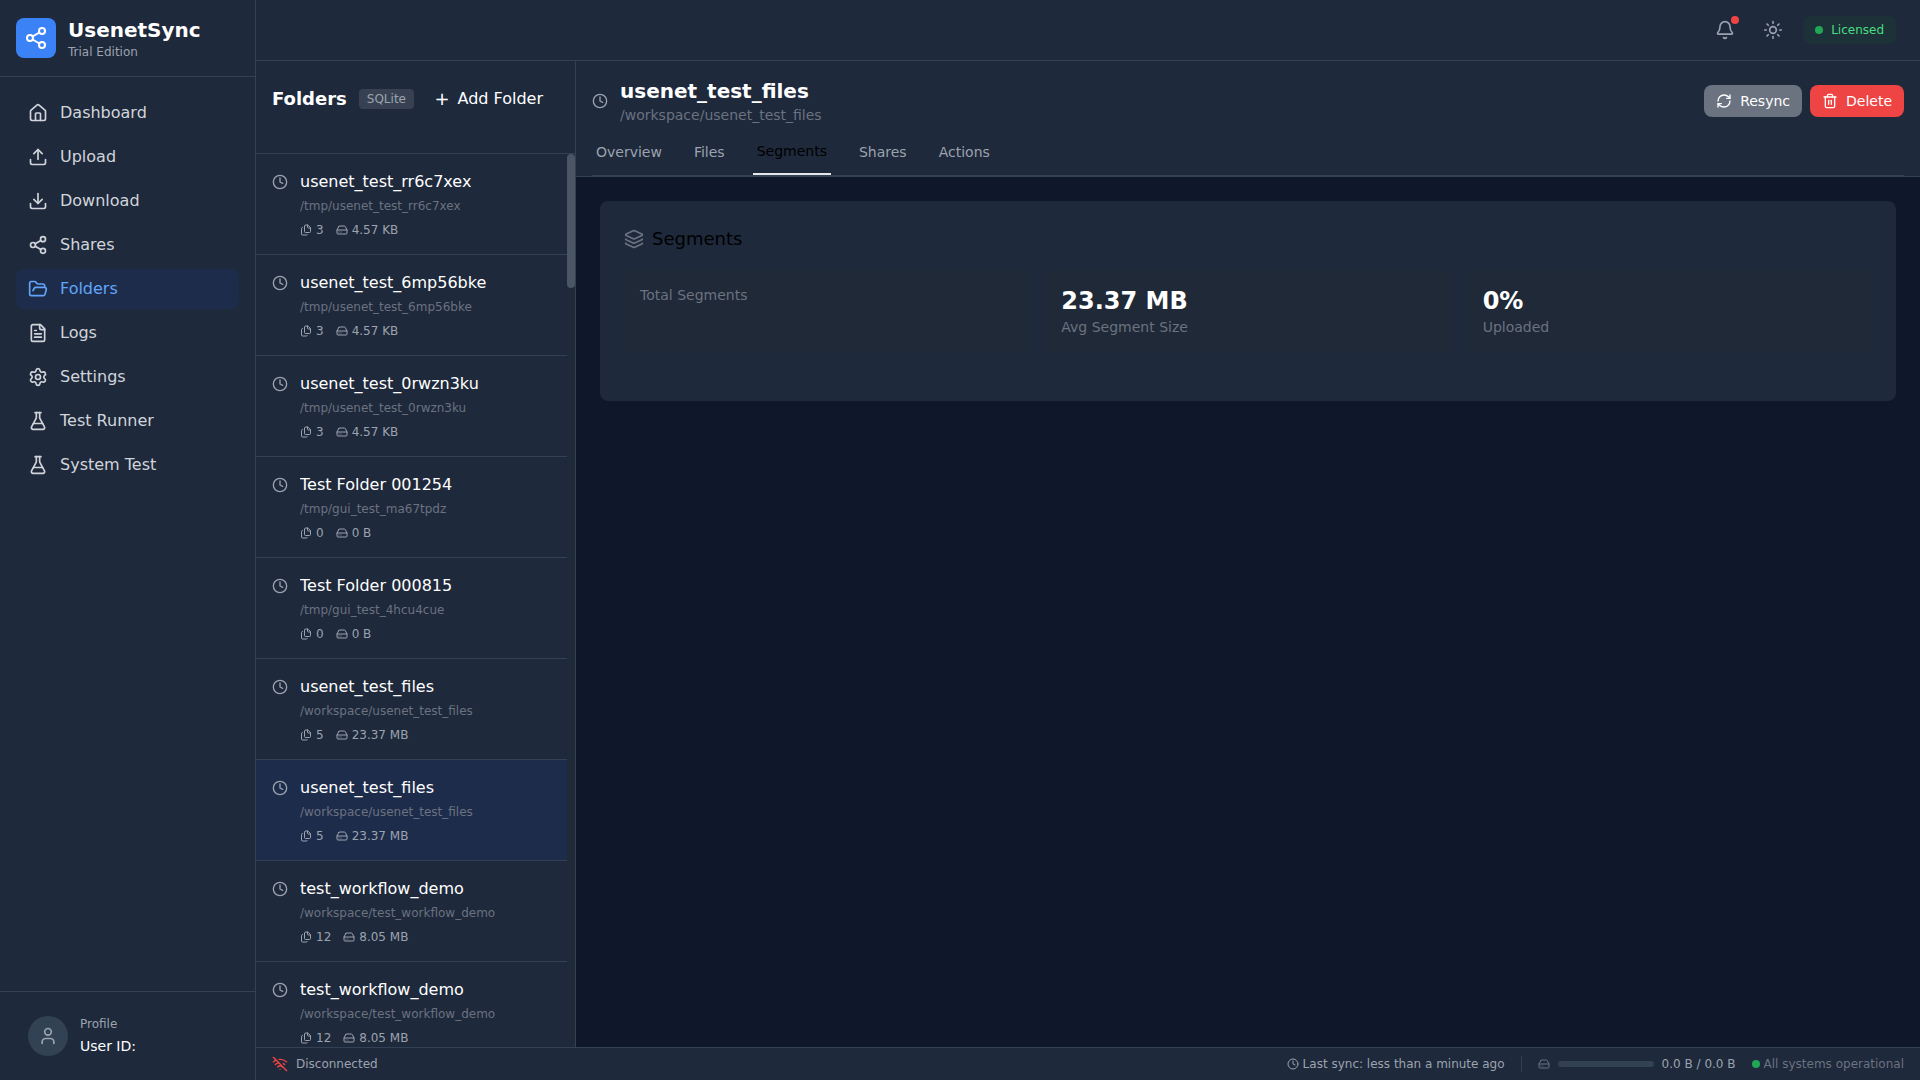 UsenetSync
Trial Edition
Dashboard
Upload
Download
Shares
Folders
Logs
Settings
Test Runner
System Test
Profile
User ID:
Licensed
Folders
SQLite
Add Folder
usenet_test_rr6c7xex
/tmp/usenet_test_rr6c7xex
3 4.57 KB
usenet_test_6mp56bke
/tmp/usenet_test_6mp56bke
3 4.57 KB
usenet_test_0rwzn3ku
/tmp/usenet_test_0rwzn3ku
3 4.57 KB
Test Folder 001254
/tmp/gui_test_ma67tpdz
0 0 B
Test Folder 000815
/tmp/gui_test_4hcu4cue
0 0 B
usenet_test_files
/workspace/usenet_test_files
5 23.37 MB
usenet_test_files
/workspace/usenet_test_files
5 23.37 MB
test_workflow_demo
/workspace/test_workflow_demo
12 8.05 MB
test_workflow_demo
/workspace/test_workflow_demo
12 8.05 MB
usenet_test_files
/workspace/usenet_test_files
Resync
Delete
Overview Files Segments Shares Actions
Segments
Total Segments
23.37 MB
Avg Segment Size
0%
Uploaded
Disconnected
Last sync: less than a minute ago
0.0 B / 0.0 B
All systems operational